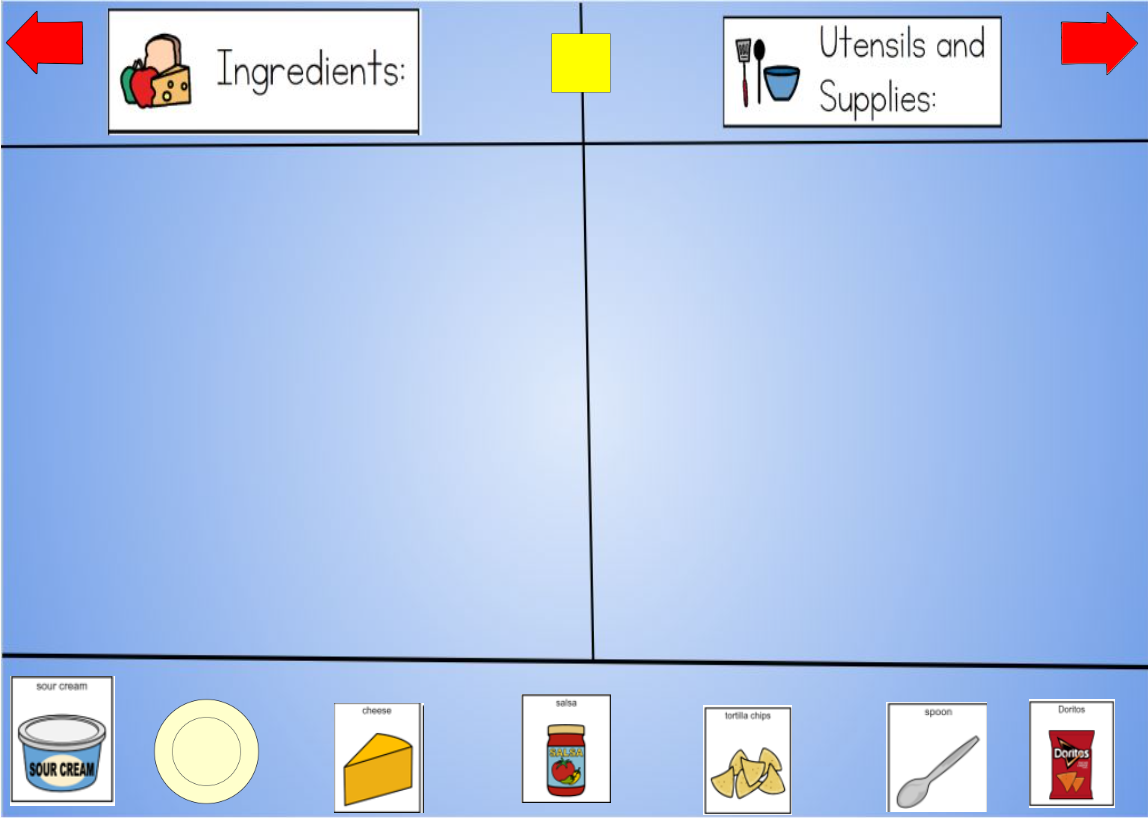 Ingredients:
Utensils and
Supplies:
sour cream
SOUR CREAM
cheese
salsa
SALSA
tortilla chips
spoon
Doritos
Doritos